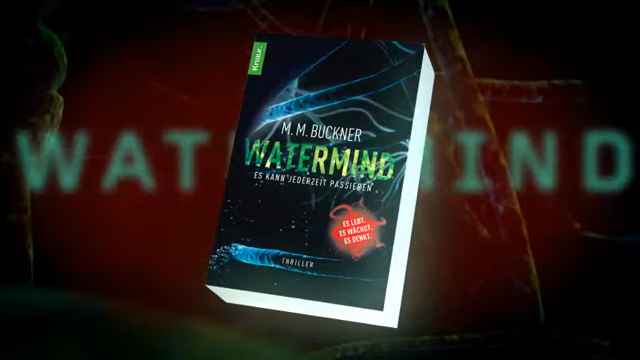 Knaur.
M. M. BUCKNER
WATERMIND
ES KANN JEDERZEIT PASSIEREN
ES LEBT.
ES WÄCHST.
ES DENKT.
THRILLER
WATERMIND